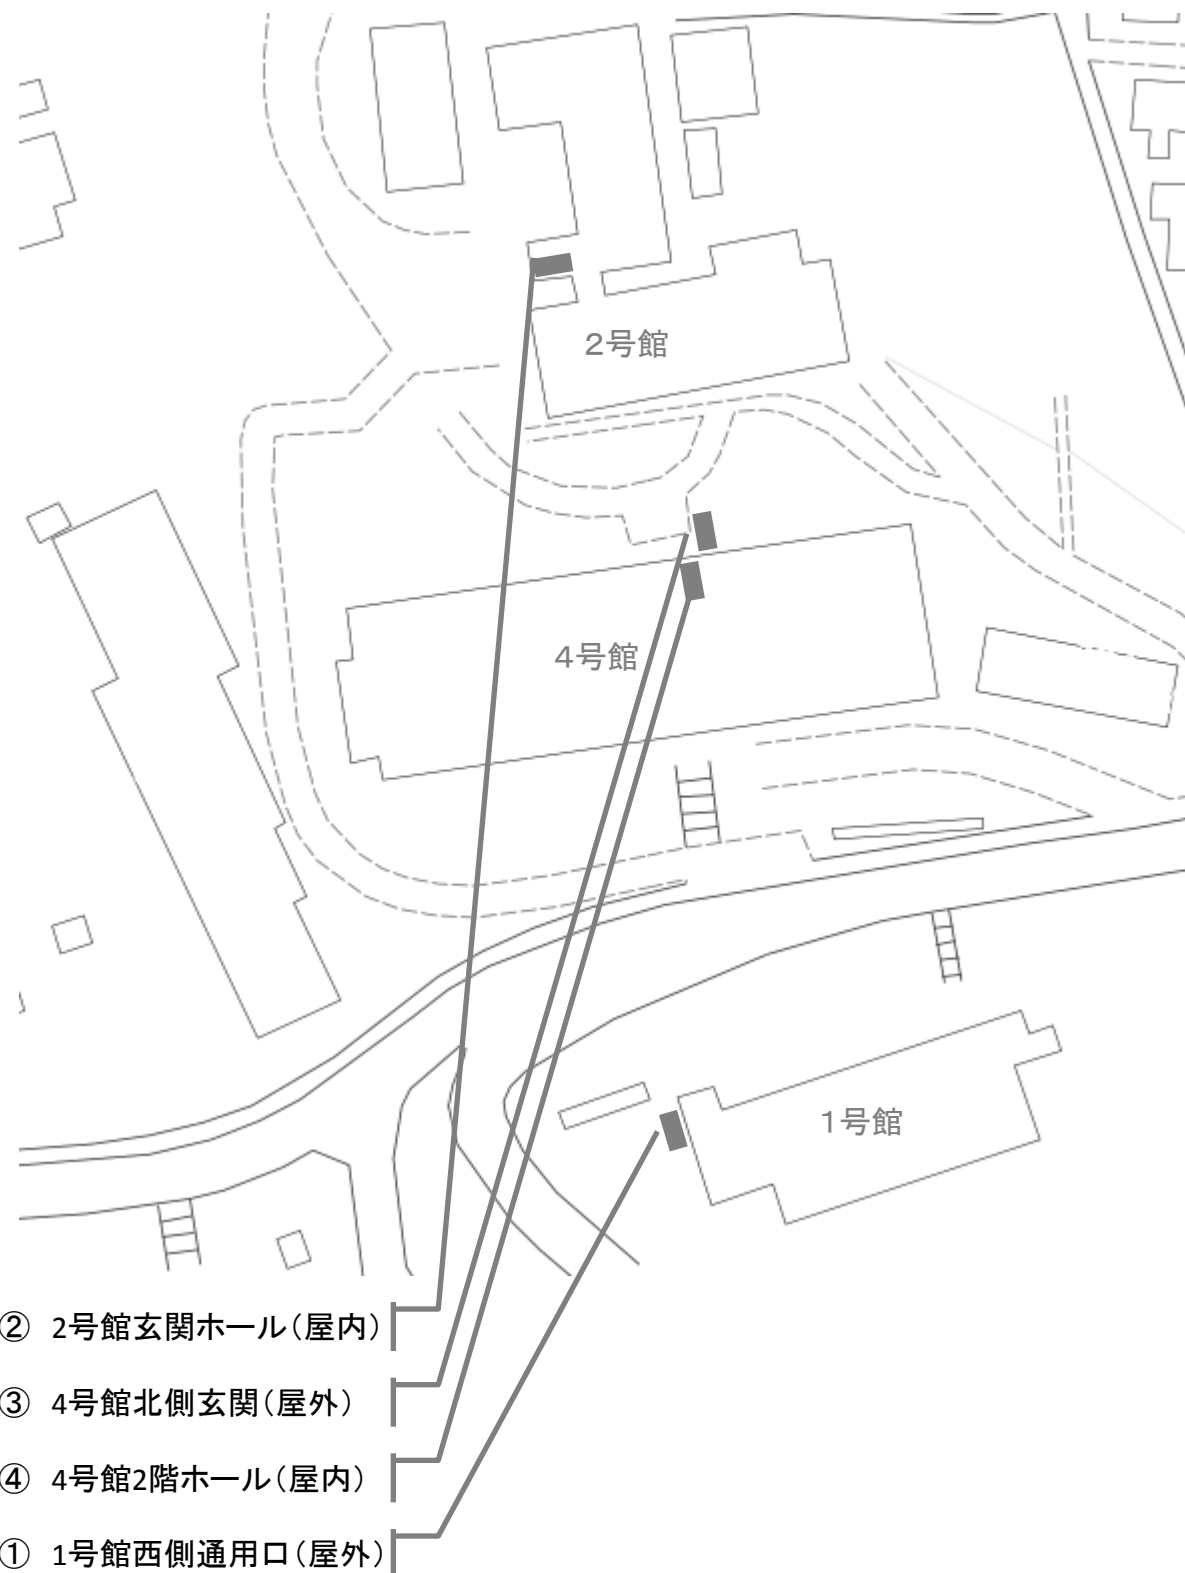 ２号館
４号館
１号館
② 2号館玄関ホール（屋内）
③ 4号館北側玄関（屋外）
④ 4号館2階ホール（屋内）
① 1号館西側通用口（屋外）